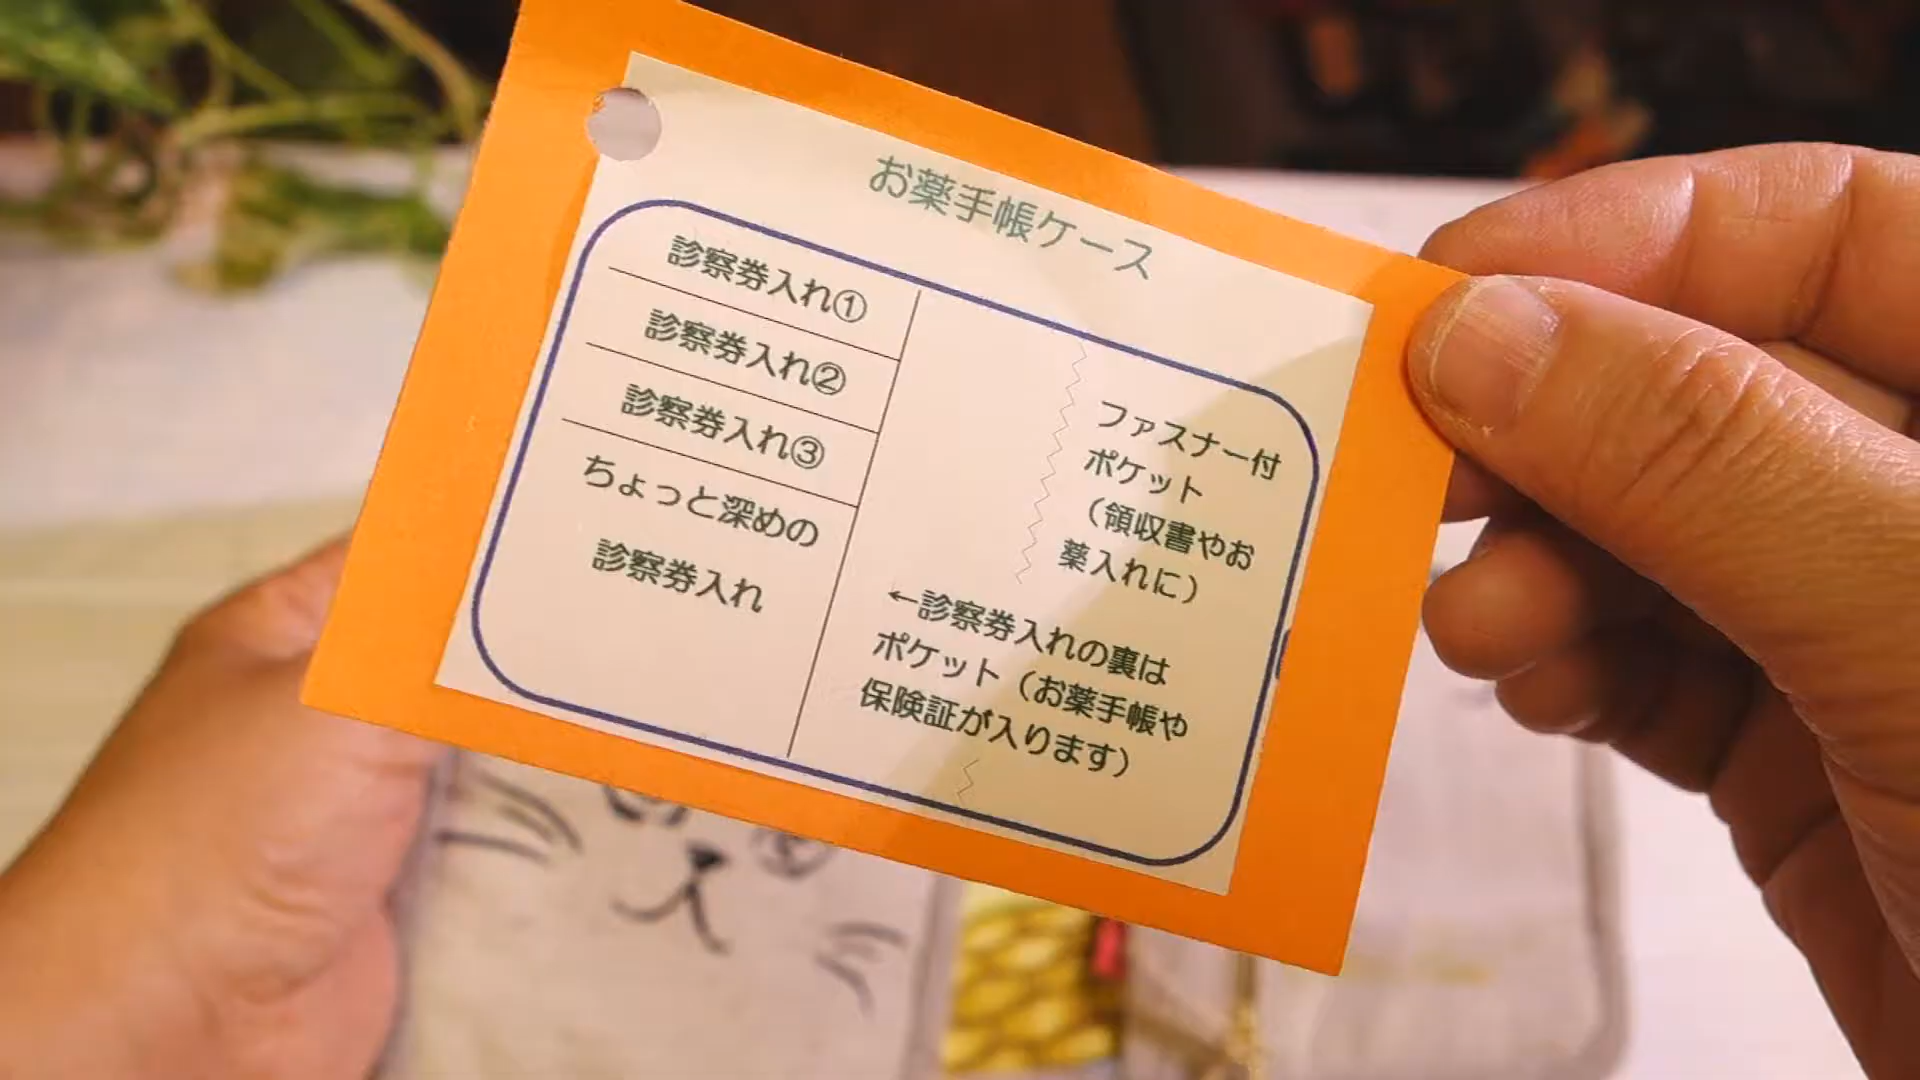 お薬手帳ケース
診察券入れ①
診察券入れ②
診察券入れ③
ちょっと深めの
診察券入れ
ファスナー付
ポケット
（領収書やお
薬入れに）
←診察券入れの裏は
ポケット（お薬手帳や
保険証が入ります）